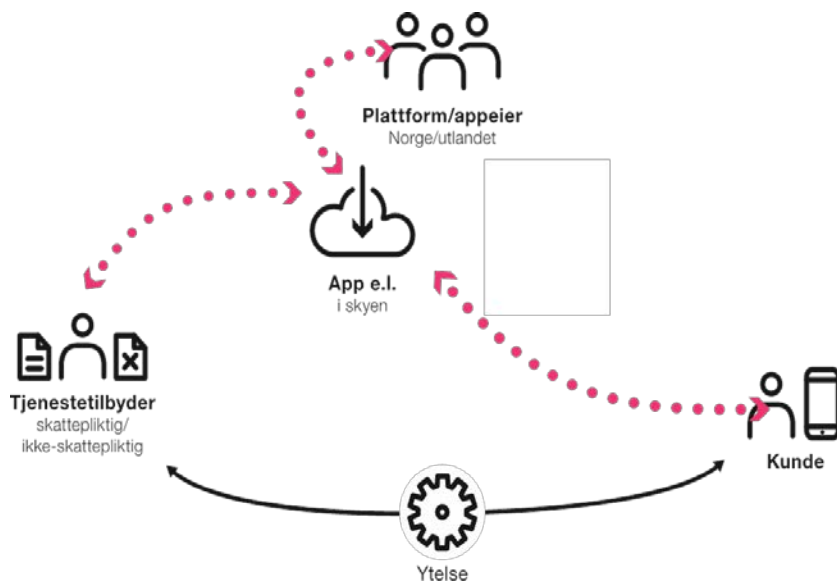 Plattform/appeier
Norge/utlandet
App e.l.
i skyen
Tjenestetilbyder
skattepliktig/
ikke-skattepliktig
Kunde
Ytelse